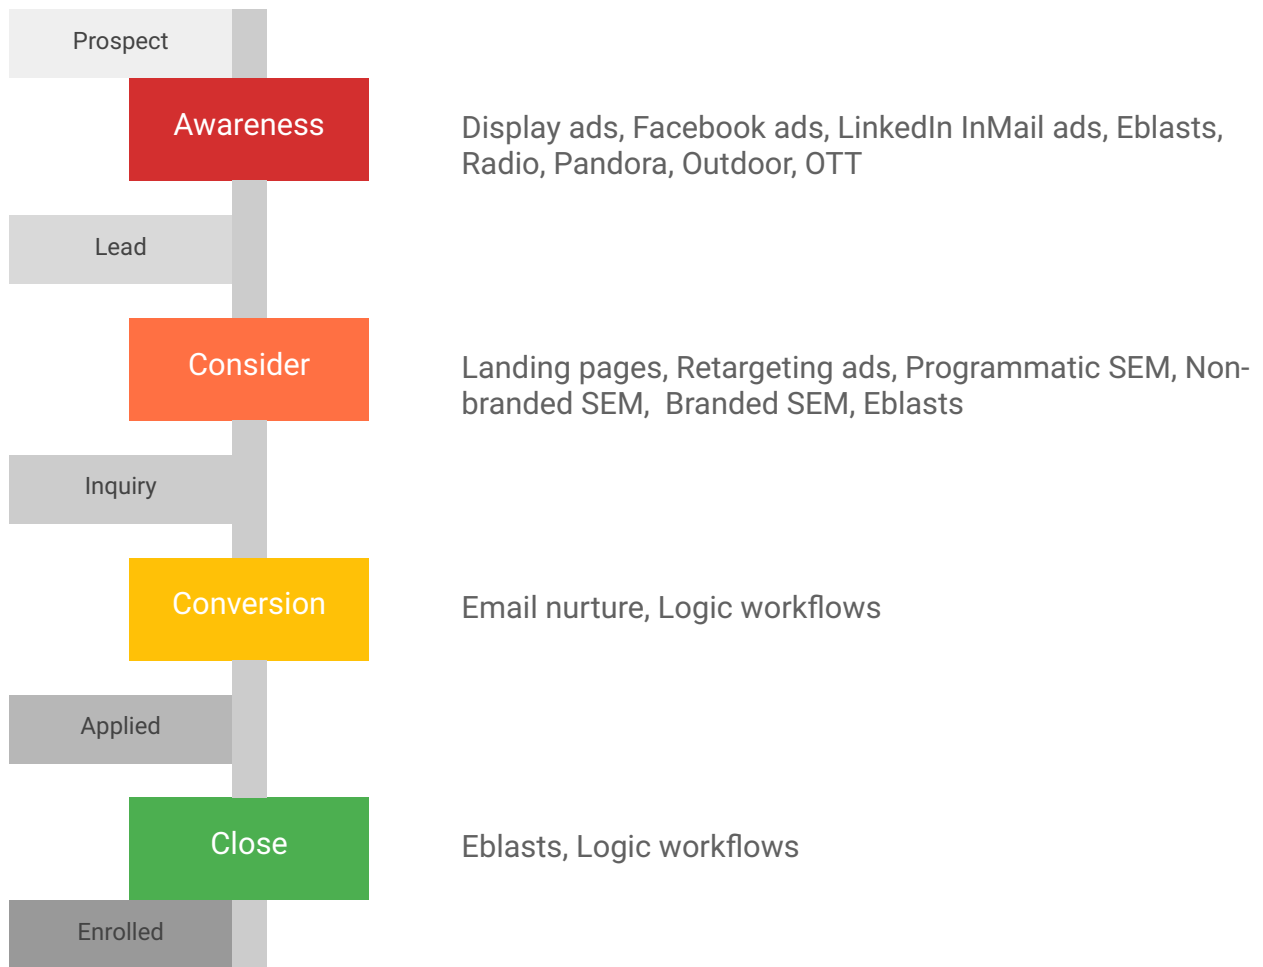 Prospect
Awareness
Display ads, Facebook ads, LinkedIn InMail ads, Eblasts,
Radio, Pandora, Outdoor, OTT
Lead
Consider
Landing pages, Retargeting ads, Programmatic SEM, Non-
branded SEM,  Branded SEM, Eblasts
Inquiry
Conversion
Email nurture, Logic workflows
Applied
Close
Eblasts, Logic workflows
Enrolled